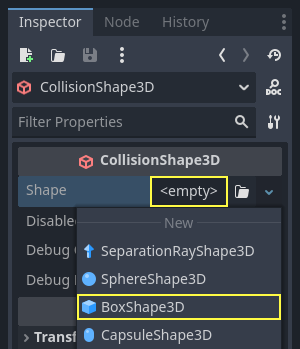 Inspector Node History
CollisionShape3D
DOC
Filter Properties
CollisionShape3D
Shape <empty>
Disable
Debug
New
SeparationRayShape3D
SphereShape3D
BoxShape3D
Debug
CapsuleShape3D
Transf